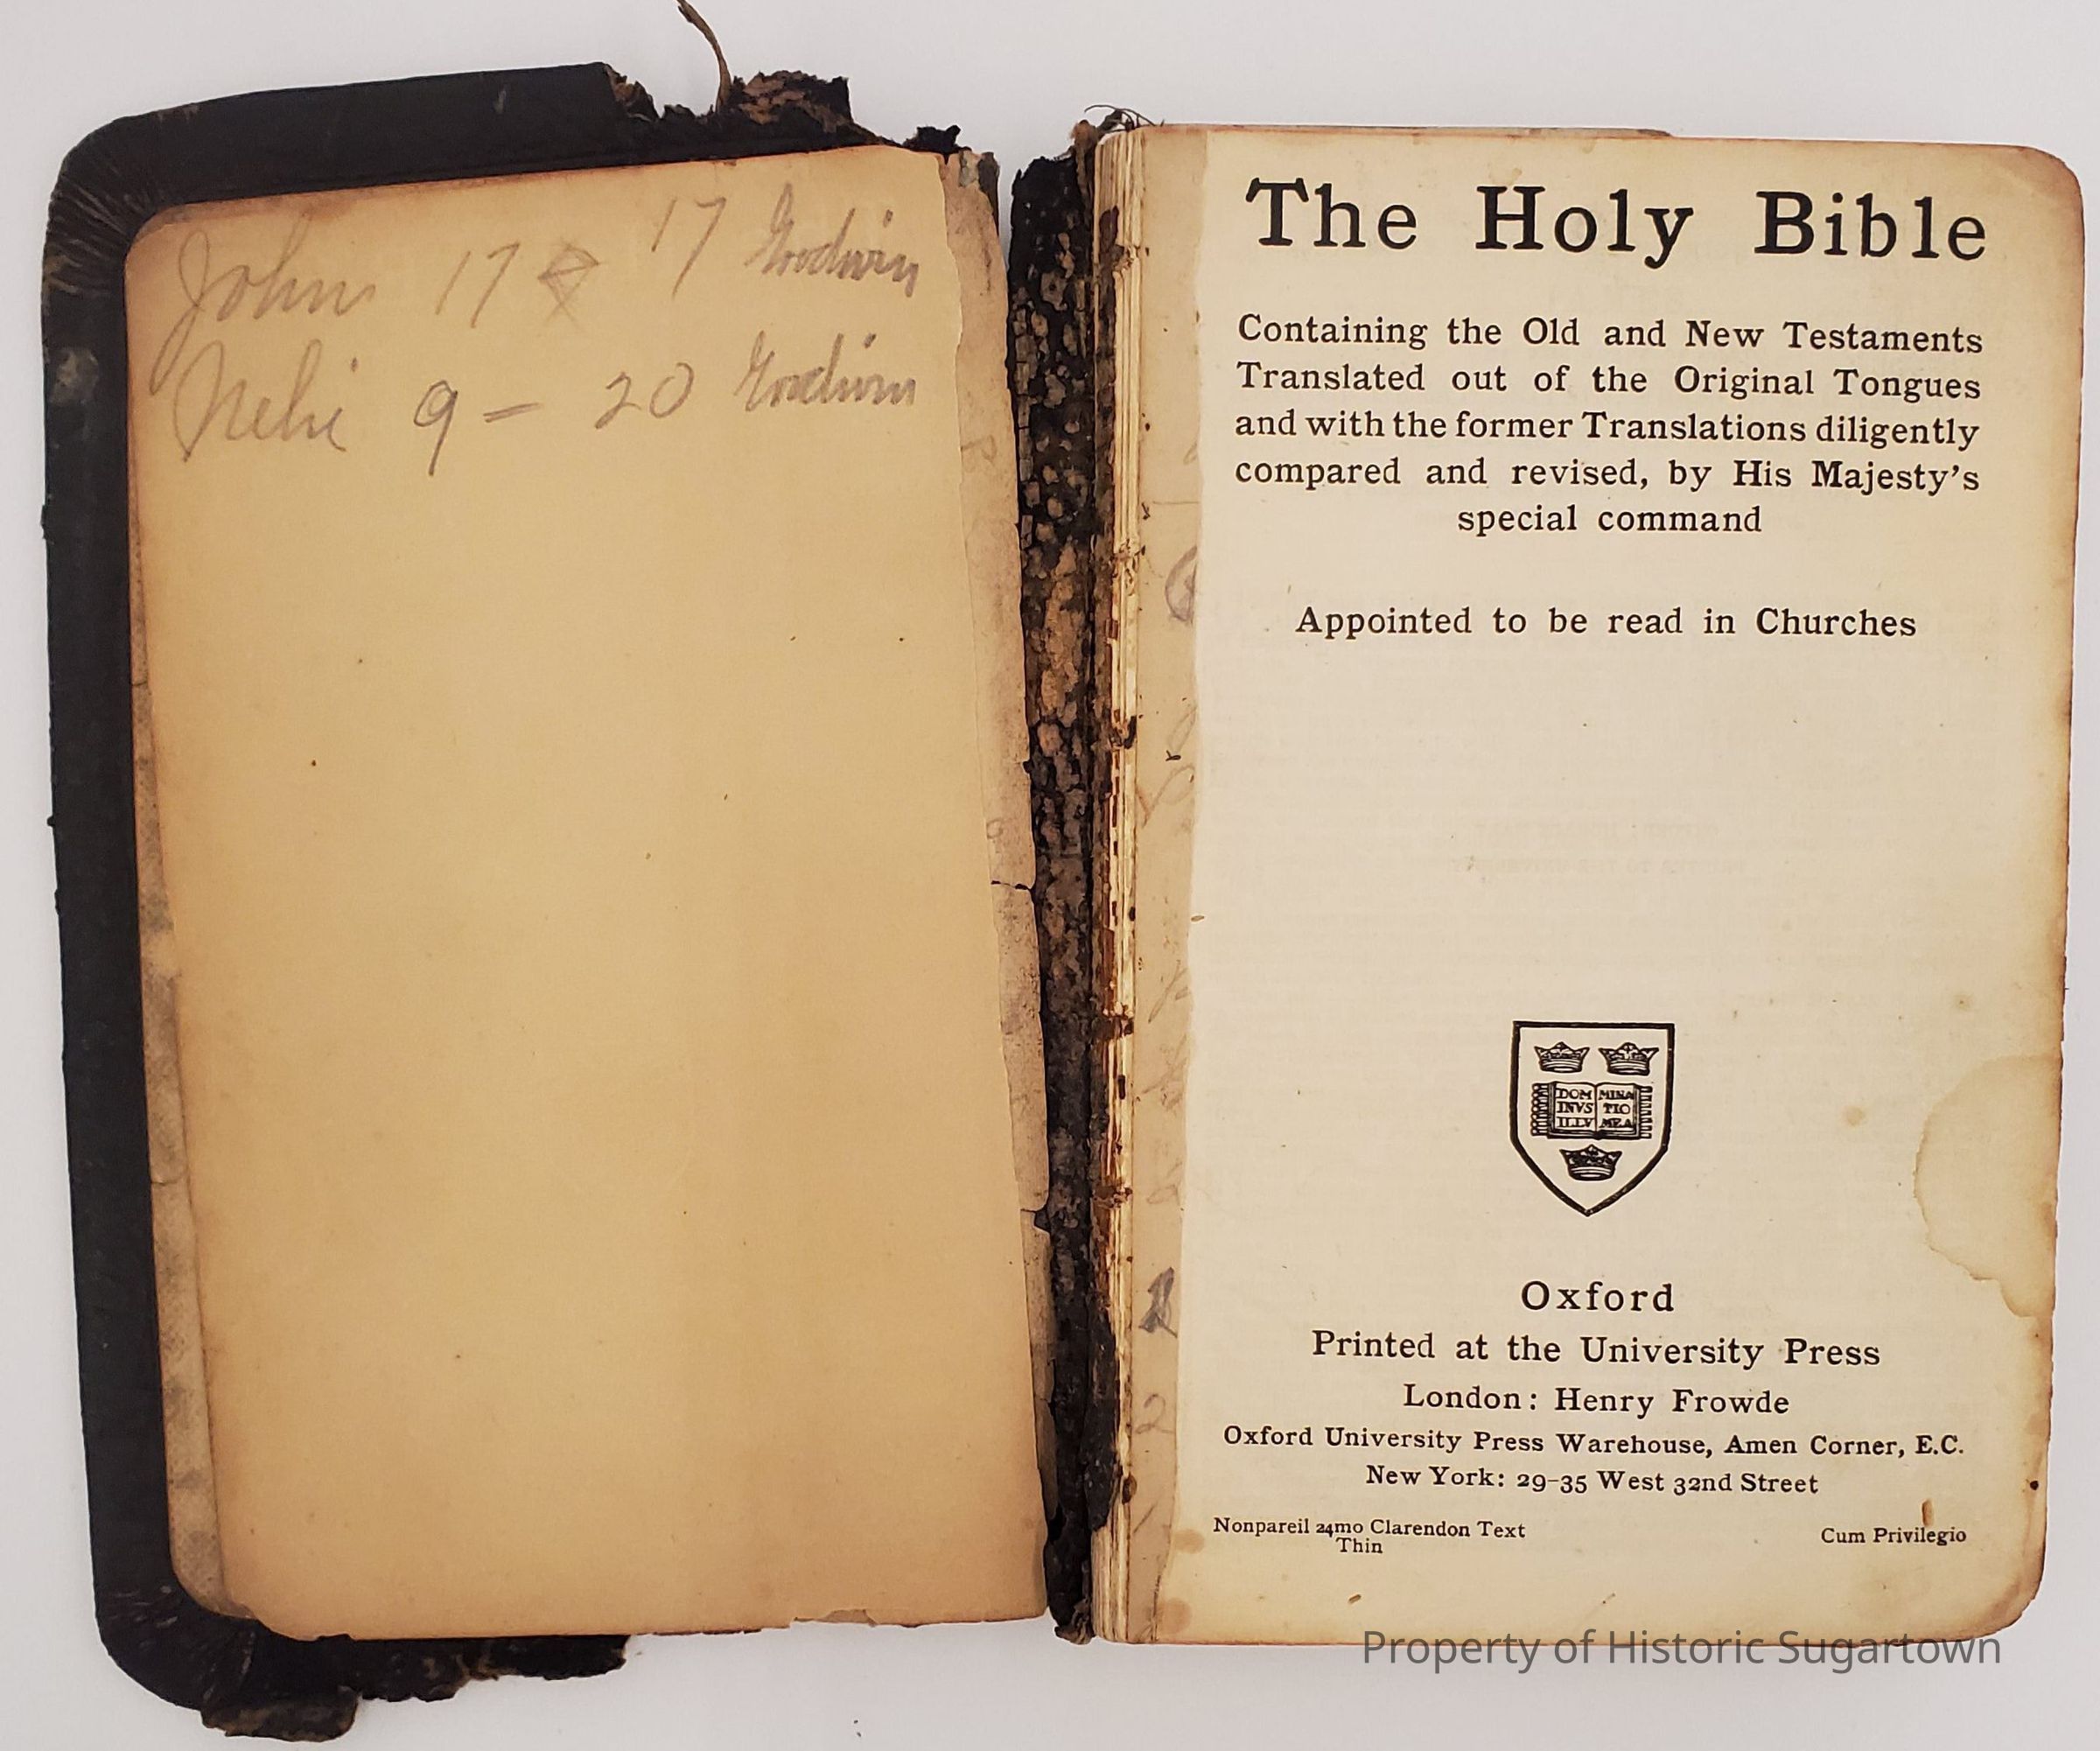 John 17 17 Goodwin
Nehi 9 - 20 Goodwin
The Holy Bible
Containing the Old and New Testaments
Translated out of the Original Tongues
and with the former Translations diligently
compared and revised, by His Majesty's
special command
Appointed to be read in Churches
DOM MINA
INVS TIO
ILLV MEA
Oxford
Printed at the University Press
London: Henry Frowde
Oxford University Press Warehouse, Amen Corner, E.C.
New York: 29-35 West 32nd Street
Nonpareil 24mo Clarendon Text Cum Privilegio
Thin
Property of Historic Sugartown